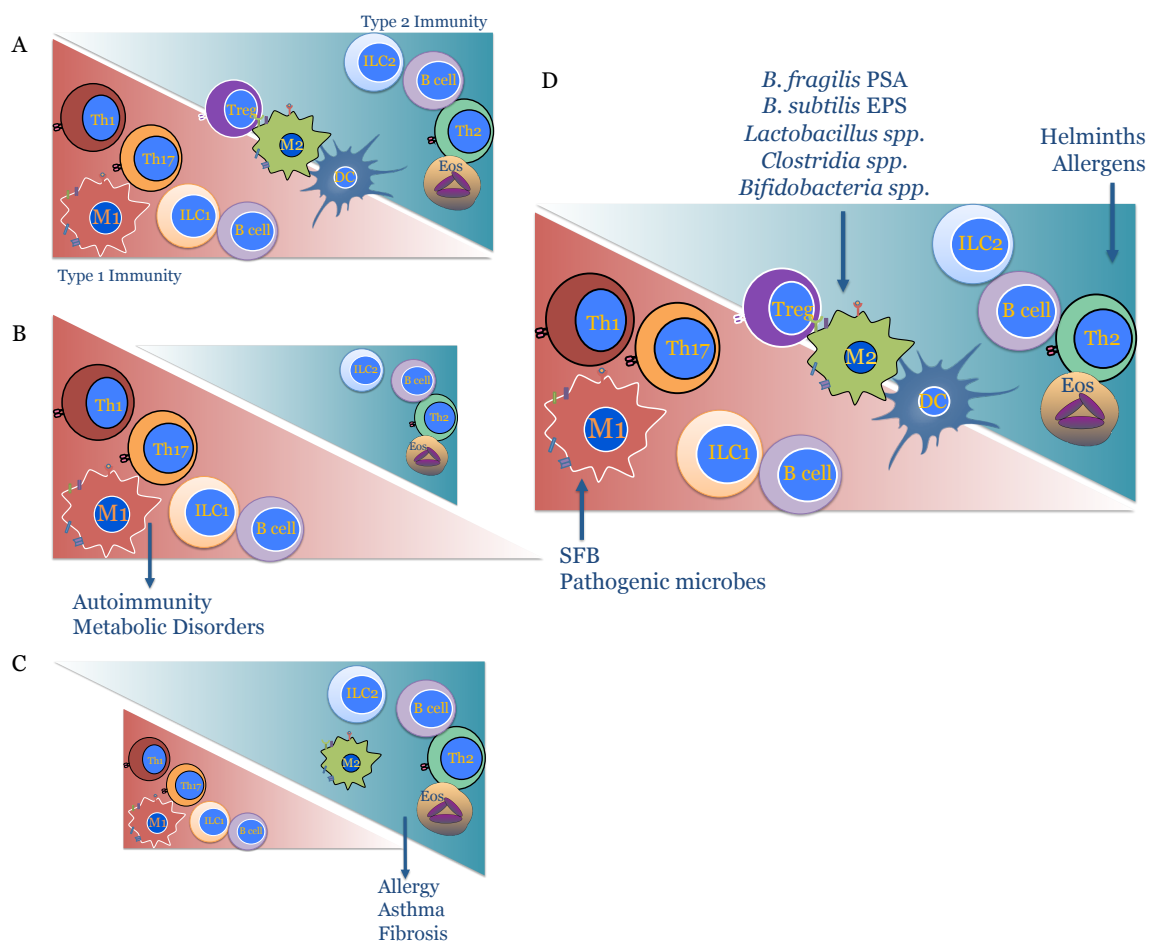 A
Type 2 Immunity
ILC2
B cell
Th1
Treg
Th2
M2
Th17
Eos
DC
M1
ILC1
B cell
Type 1 Immunity
B
ILC2
B cell
Th1
Th2
Th17
Eos
M1
ILC1
B cell
Autoimmunity
Metabolic Disorders
C
ILC2
B cell
Th1
M2
Th2
Th17
Eos
M1
ILC1
B cell
Allergy
Asthma
Fibrosis
D
B. fragilis PSA
B. subtilis EPS
Lactobacillus spp.
Clostridia spp.
Bifidobacteria spp.
Helminths
Allergens
ILC2
Treg
B cell
Th1
Th2
Th17
M2
Eos
DC
M1
ILC1
B cell
SFB
Pathogenic microbes